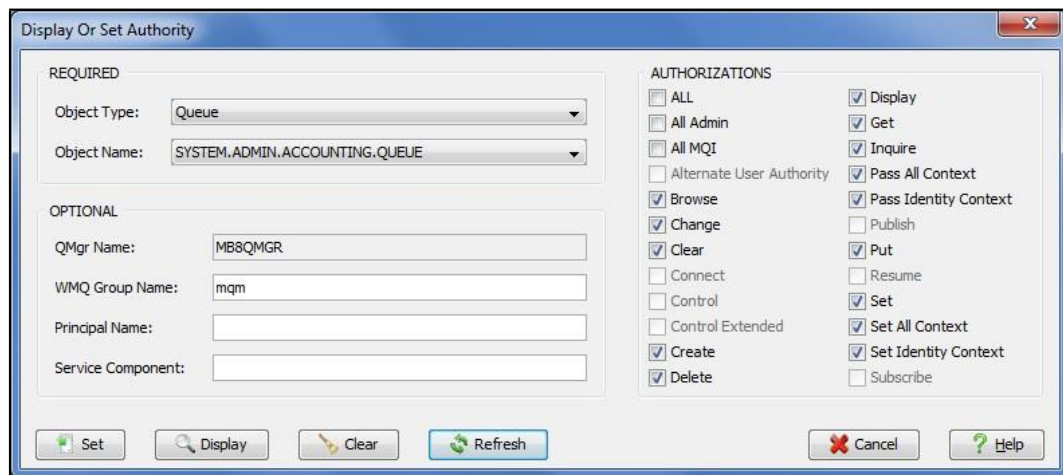 Display Or Set Authority
REQUIRED
Object Type: Queue
Object Name: SYSTEM.ADMIN.ACCOUNTING.QUEUE
OPTIONAL
QMgr Name: MB8QMGR
WMQ Group Name: mqm
Principal Name:
Service Component:
AUTHORIZATIONS
ALL
All Admin
All MQI
Alternate User Authority
Browse
Change
Clear
Connect
Control
Control Extended
Create
Delete
Display
Get
Inquire
Pass All Context
Pass Identity Context
Publish
Put
Resume
Set
Set All Context
Set Identity Context
Subscribe
Set Display Clear Refresh Cancel Help